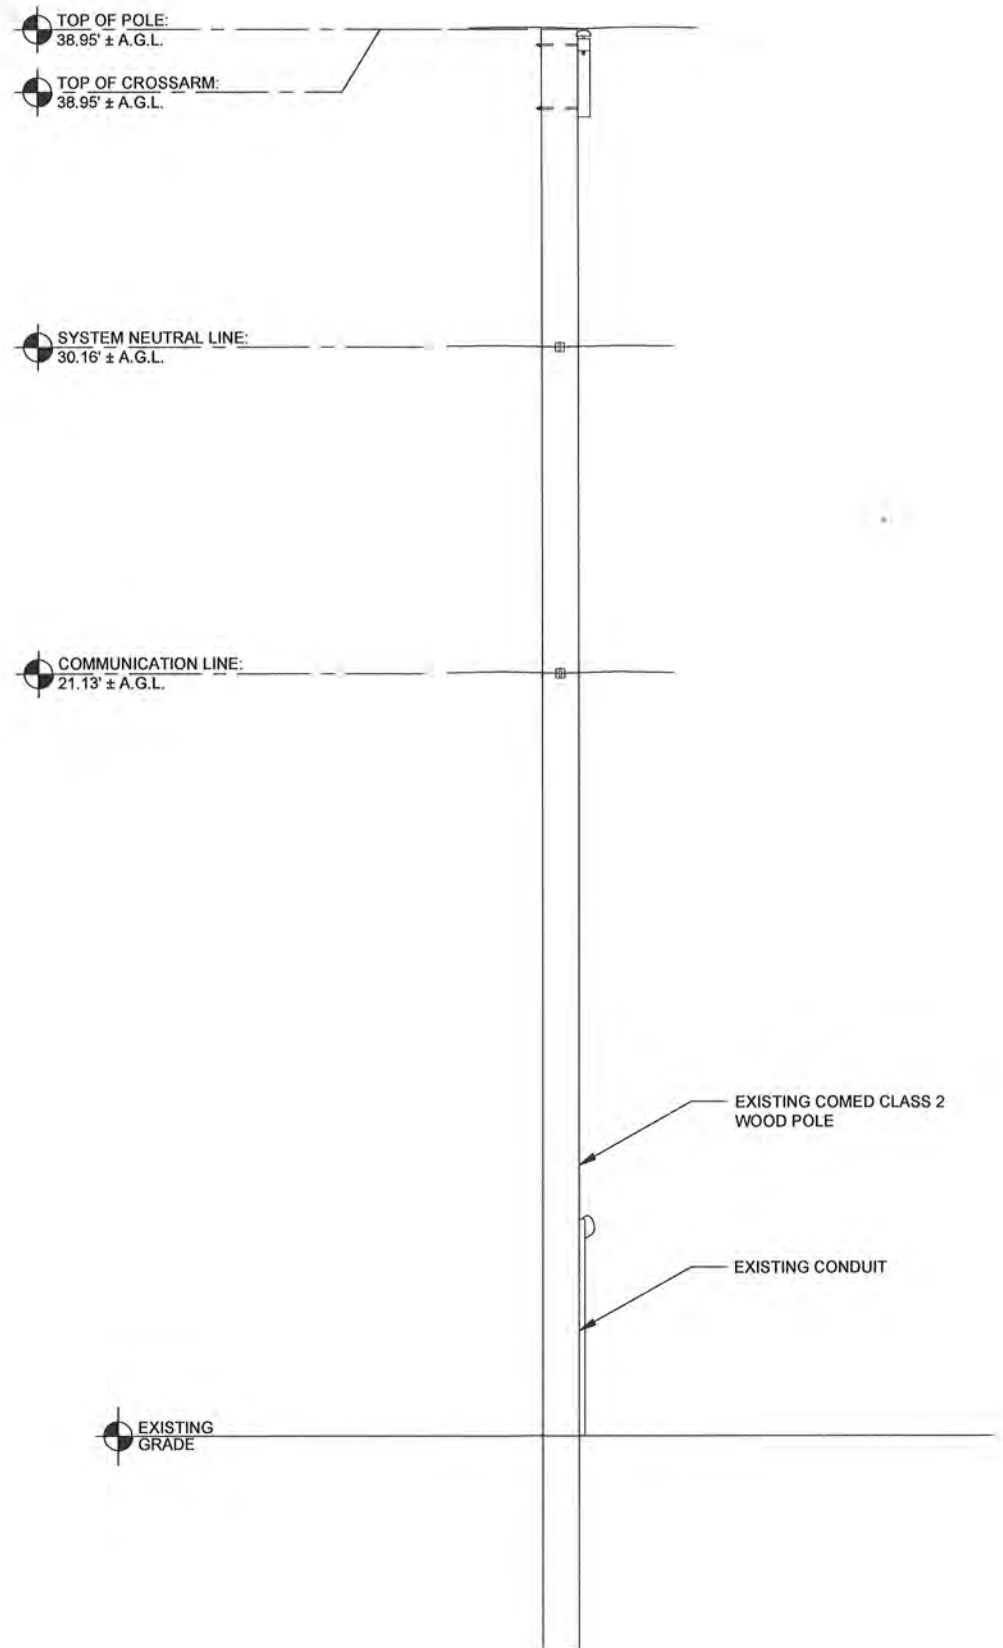 TOP OF POLE:
38.95' ± A.G.L.
TOP OF CROSSARM:
38.95' ± A.G.L.
SYSTEM NEUTRAL LINE:
30.16' ± A.G.L.
COMMUNICATION LINE:
21.13' ± A.G.L.
EXISTING COMED CLASS 2
WOOD POLE
EXISTING CONDUIT
EXISTING
GRADE